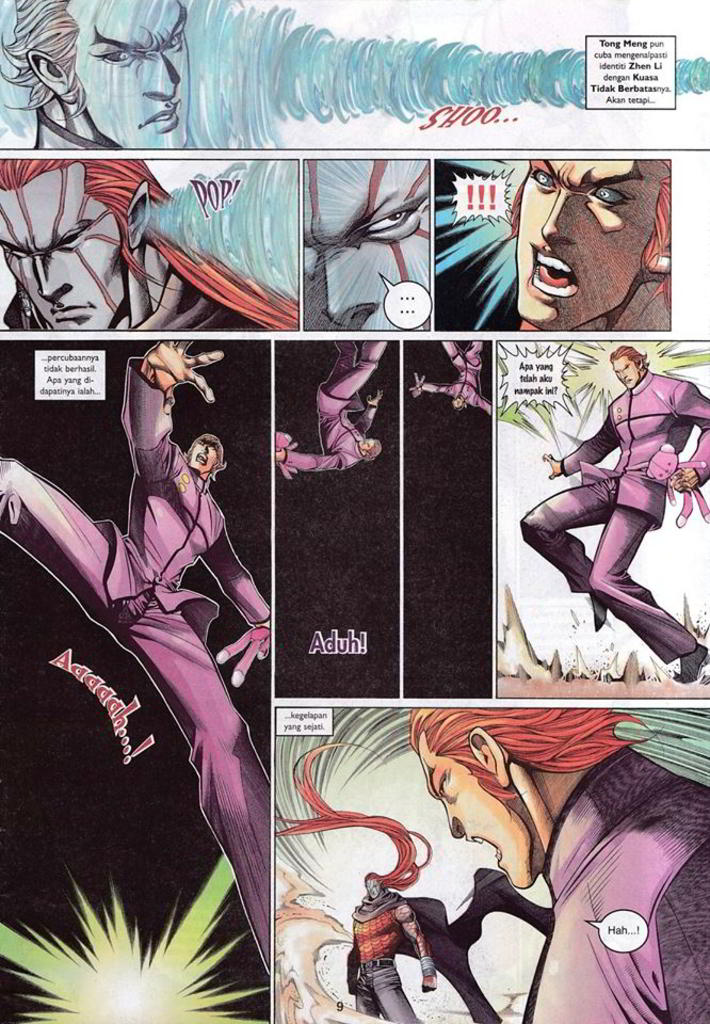 Tong Meng pun
cuba mengenalpasti
identiti Zhen Li
dengan Kuasa
Tidak Berbatasnya.
Akan tetapi...
SHOO...
POP!
...
...
!!!
...percubaannya
tidak berhasil.
Apa yang di-
dapatinya ialah...
Aaaaah...!
Aduh!
Apa yang
telah aku
nampak ini?
...kegelapan
yang sejati.
Hah...!
9